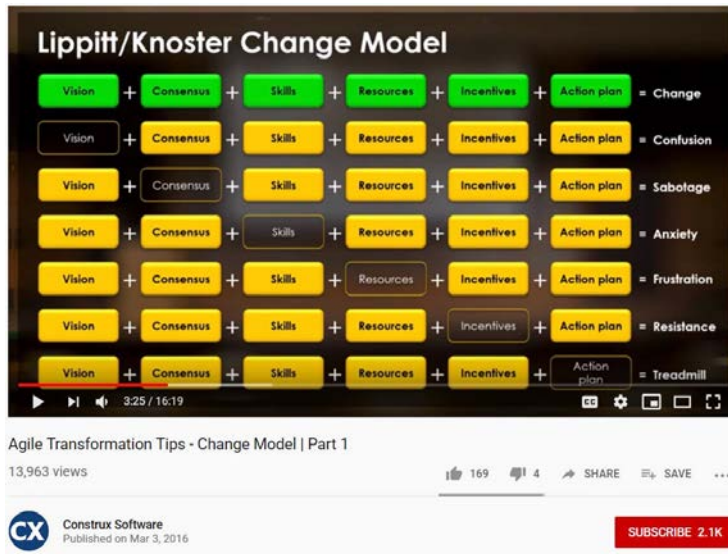 Lippitt/Knoster Change Model
Vision + Consensus + Skills + Resources + Incentives + Action plan = Change
Vision + Consensus + Skills + Resources + Incentives + Action plan = Confusion
Vision + Consensus + Skills + Resources + Incentives + Action plan = Sabotage
Vision + Consensus + Skills + Resources + Incentives + Action plan = Anxiety
Vision + Consensus + Skills + Resources + Incentives + Action plan = Frustration
Vision + Consensus + Skills + Resources + Incentives + Action plan = Resistance
Vision + Consensus + Skills + Resources + Incentives + Action plan = Treadmill
3:25 / 16:19 CC
Agile Transformation Tips - Change Model | Part 1
13,963 views 169 4 SHARE SAVE ...
CX Construx Software
Published on Mar 3, 2016
SUBSCRIBE 2.1K